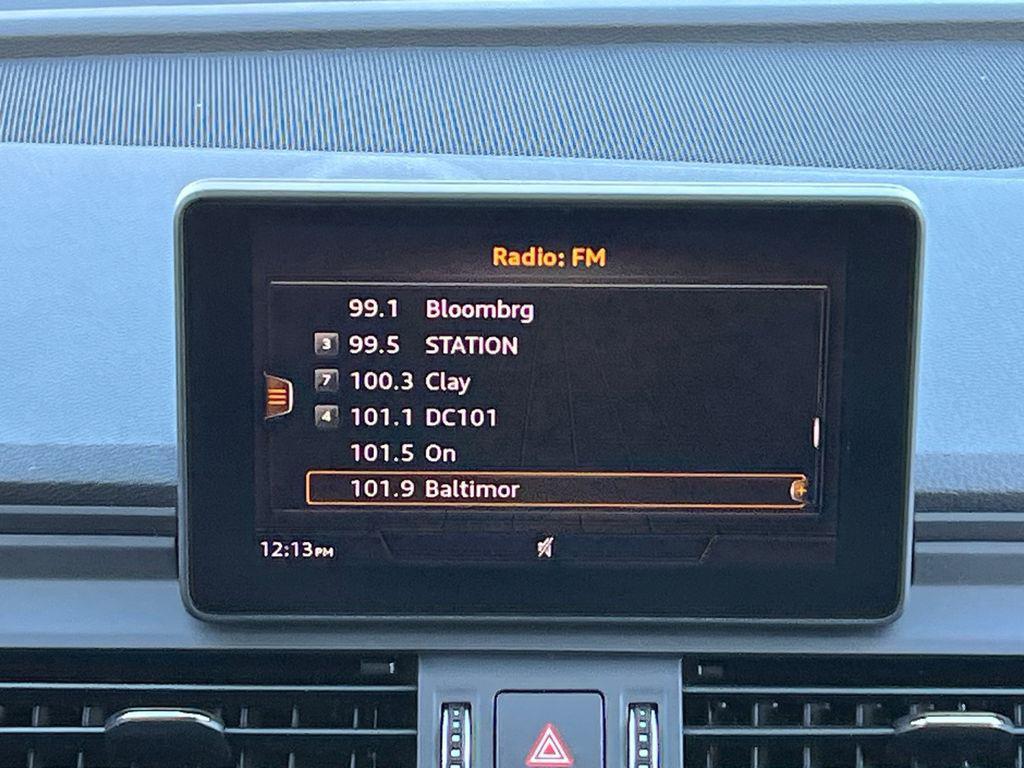 Radio: FM
99.1 Bloombrg
3 99.5 STATION
7 100.3 Clay
4 101.1 DC101
101.5 On
101.9 Baltimor
12:13PM